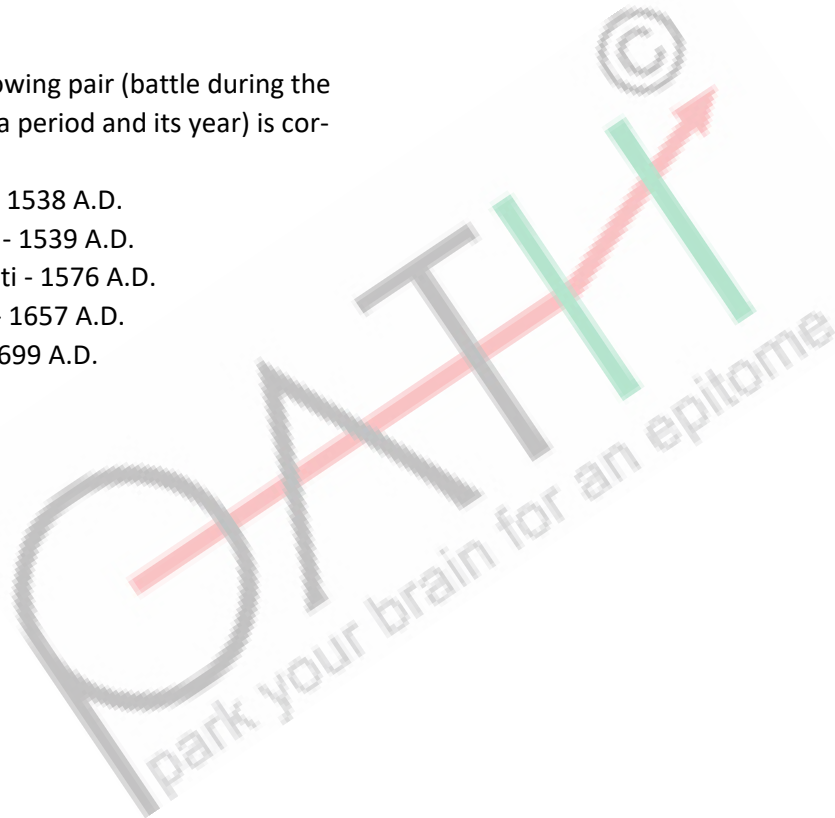 owing pair (battle during the
a period and its year) is cor-
1538 A.D.
- 1539 A.D.
ti - 1576 A.D.
- 1657 A.D.
699 A.D.
©
PATH
park your brain for an epitome